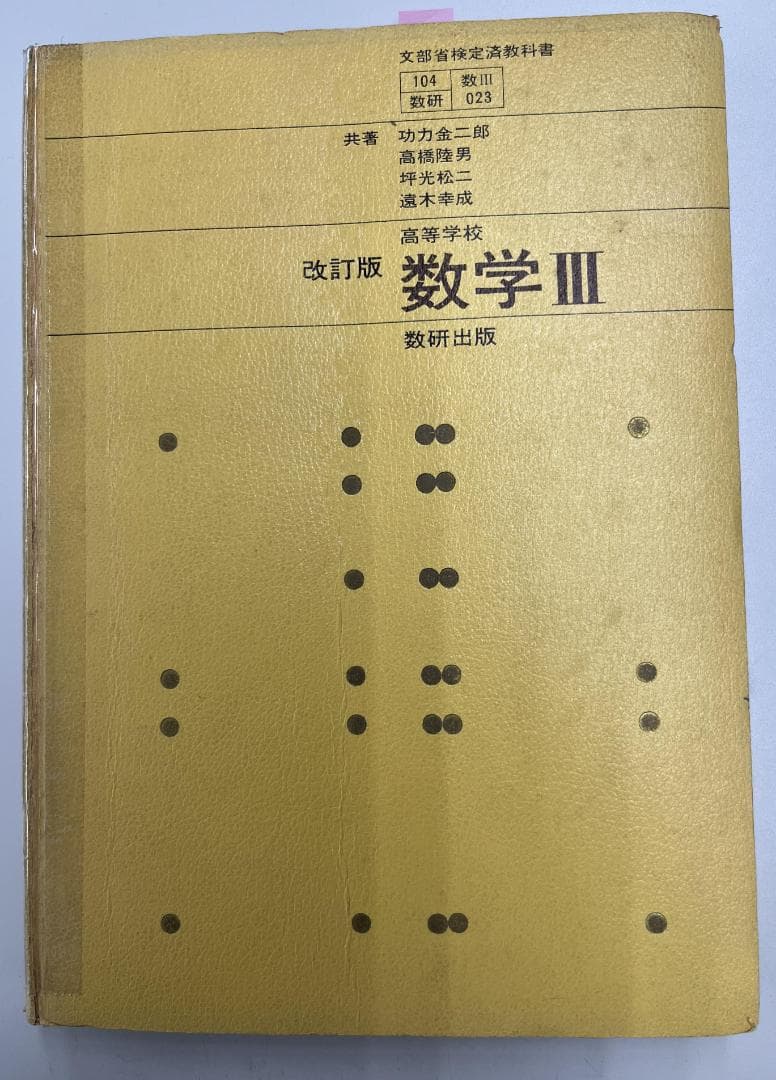 文部省検定済教科書
104 数III
数研 023
共著 功力金二郎
高橋陸男
坪光松二
遠木幸成
高等学校
改訂版 数学III
数研出版